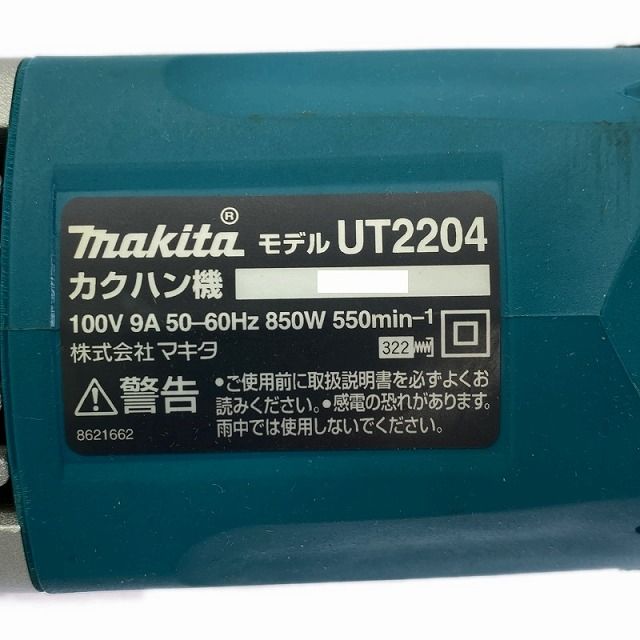 makita® モデル UT2204
カクハン機
100V 9A 50-60Hz 850W 550min-1
株式会社マキタ 322
警告 •ご使用前に取扱説明書を必ずよくお
読みください。•感電の恐れがあります。
雨中では使用しないでください。
8621662